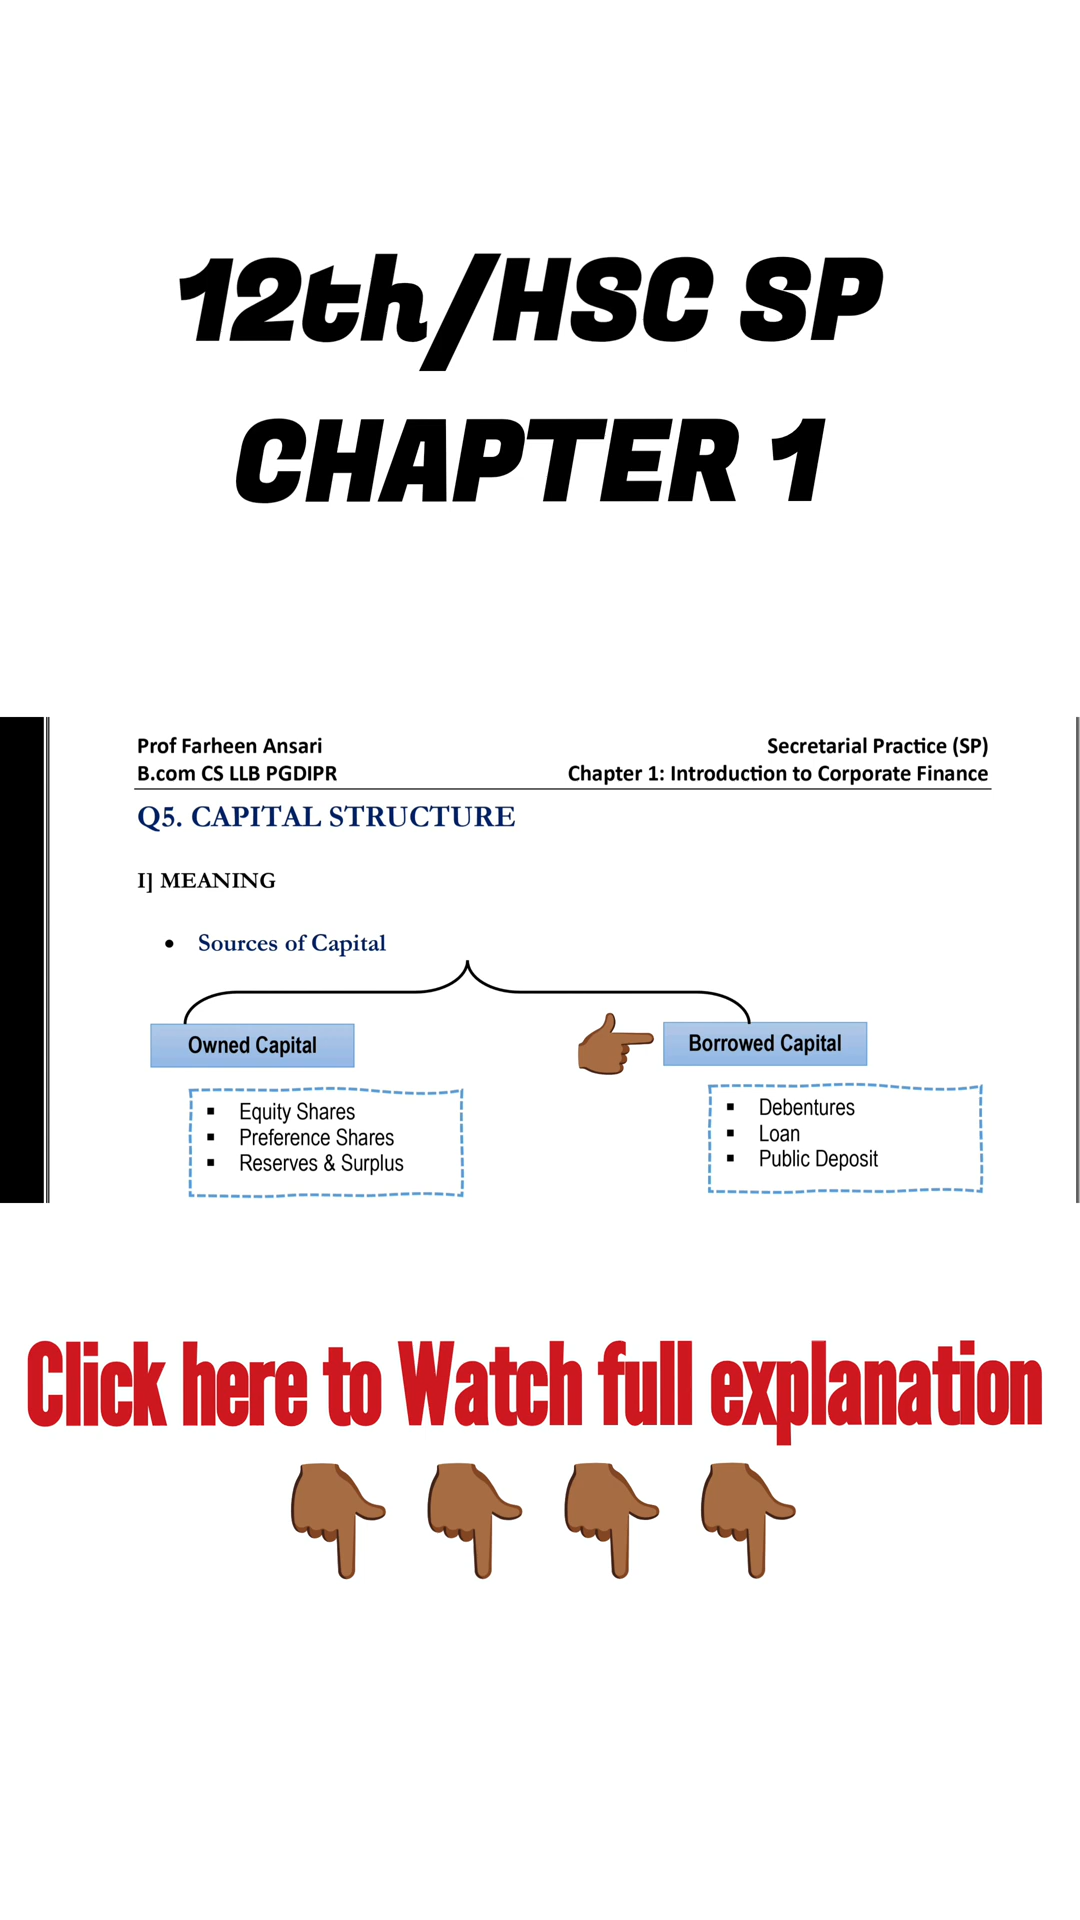 12th/HSC SP
CHAPTER 1
Prof Farheen Ansari
Secretarial Practice (SP)
B.com CS LLB PGDIPR
Chapter 1: Introduction to Corporate Finance
Q5. CAPITAL STRUCTURE
I] MEANING
• Sources of Capital
Owned Capital
Borrowed Capital
▪ Equity Shares
▪ Preference Shares
▪ Reserves & Surplus
▪ Debentures
▪ Loan
▪ Public Deposit
Click here to Watch full explanation